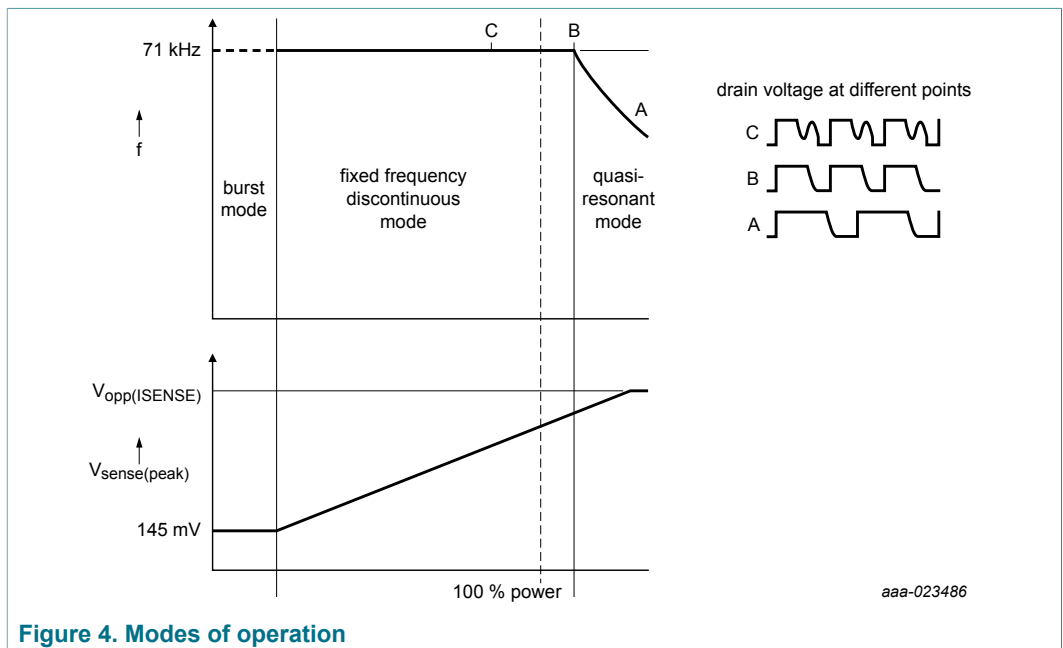 C
B
71 kHz
A
f
burst
mode
fixed frequency
discontinuous
mode
quasi-
resonant
mode
drain voltage at different points
C
B
A
Vopp(ISENSE)
Vsense(peak)
145 mV
100 % power
aaa-023486
Figure 4. Modes of operation